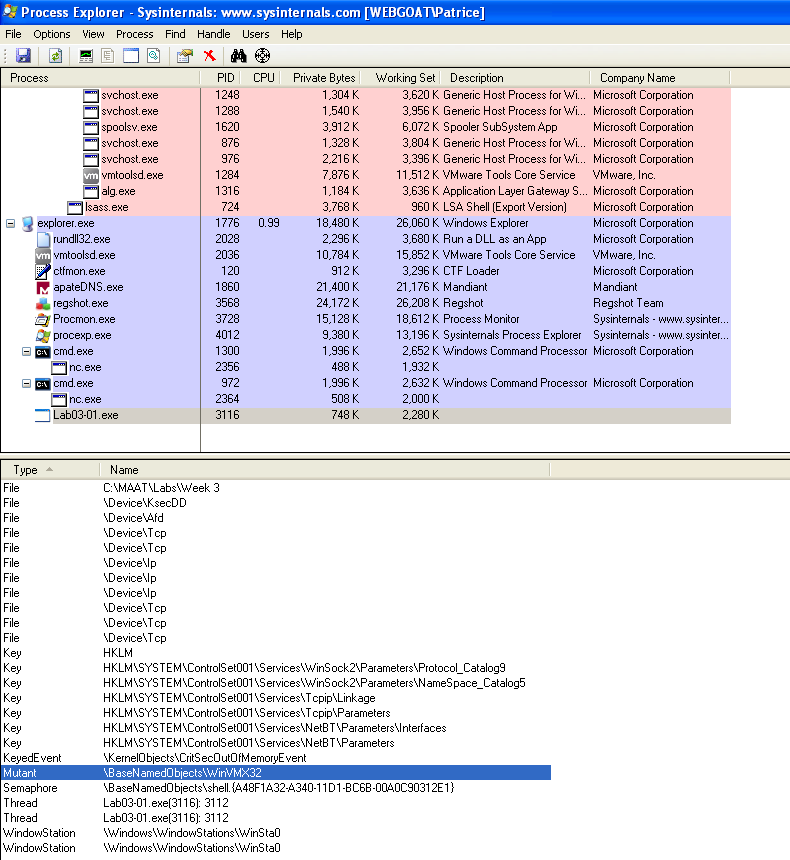 Process Explorer - Sysinternals: www.sysinternals.com [WEBGOAT\Patrice]
File Options View Process Find Handle Users Help
Process PID CPU Private Bytes Working Set Description Company Name
svchost.exe 1248 1,304 K 3,620 K Generic Host Process for Wi... Microsoft Corporation
svchost.exe 1288 1,540 K 3,956 K Generic Host Process for Wi... Microsoft Corporation
spoolsv.exe 1620 3,912 K 6,072 K Spooler SubSystem App Microsoft Corporation
svchost.exe 876 1,328 K 3,804 K Generic Host Process for Wi... Microsoft Corporation
svchost.exe 976 2,216 K 3,396 K Generic Host Process for Wi... Microsoft Corporation
vm vmtoolsd.exe 1284 7,876 K 11,512 K VMware Tools Core Service VMware, Inc.
alg.exe 1316 1,184 K 3,636 K Application Layer Gateway S... Microsoft Corporation
lsass.exe 724 3,768 K 960 K LSA Shell (Export Version) Microsoft Corporation
explorer.exe 1776 0.99 18,480 K 26,060 K Windows Explorer Microsoft Corporation
rundll32.exe 2028 2,296 K 3,680 K Run a DLL as an App Microsoft Corporation
vm vmtoolsd.exe 2036 10,784 K 15,852 K VMware Tools Core Service VMware, Inc.
ctfmon.exe 120 912 K 3,296 K CTF Loader Microsoft Corporation
apateDNS.exe 1860 21,400 K 21,176 K Mandiant Mandiant
regshot.exe 3568 24,172 K 26,208 K Regshot Regshot Team
Procmon.exe 3728 15,128 K 18,612 K Process Monitor Sysinternals - www.sysinter...
procexp.exe 4012 9,380 K 13,196 K Sysinternals Process Explorer Sysinternals - www.sysinter...
C:\ cmd.exe 1300 1,996 K 2,652 K Windows Command Processor Microsoft Corporation
nc.exe 2356 488 K 1,932 K
C:\ cmd.exe 972 1,996 K 2,632 K Windows Command Processor Microsoft Corporation
nc.exe 2364 508 K 2,000 K
Lab03-01.exe 3116 748 K 2,280 K
Type Name
File C:\MAAT\Labs\Week 3
File \Device\KsecDD
File \Device\Afd
File \Device\Tcp
File \Device\Tcp
File \Device\Ip
File \Device\Ip
File \Device\Ip
File \Device\Tcp
File \Device\Tcp
File \Device\Tcp
Key HKLM
Key HKLM\SYSTEM\ControlSet001\Services\WinSock2\Parameters\Protocol_Catalog9
Key HKLM\SYSTEM\ControlSet001\Services\WinSock2\Parameters\NameSpace_Catalog5
Key HKLM\SYSTEM\ControlSet001\Services\Tcpip\Linkage
Key HKLM\SYSTEM\ControlSet001\Services\Tcpip\Parameters
Key HKLM\SYSTEM\ControlSet001\Services\NetBT\Parameters\Interfaces
Key HKLM\SYSTEM\ControlSet001\Services\NetBT\Parameters
KeyedEvent \KernelObjects\CritSecOutOfMemoryEvent
Mutant \BaseNamedObjects\WinVMX32
Semaphore \BaseNamedObjects\shell.{A48F1A32-A340-11D1-BC6B-00A0C90312E1}
Thread Lab03-01.exe(3116): 3112
Thread Lab03-01.exe(3116): 3112
WindowStation \Windows\WindowStations\WinSta0
WindowStation \Windows\WindowStations\WinSta0